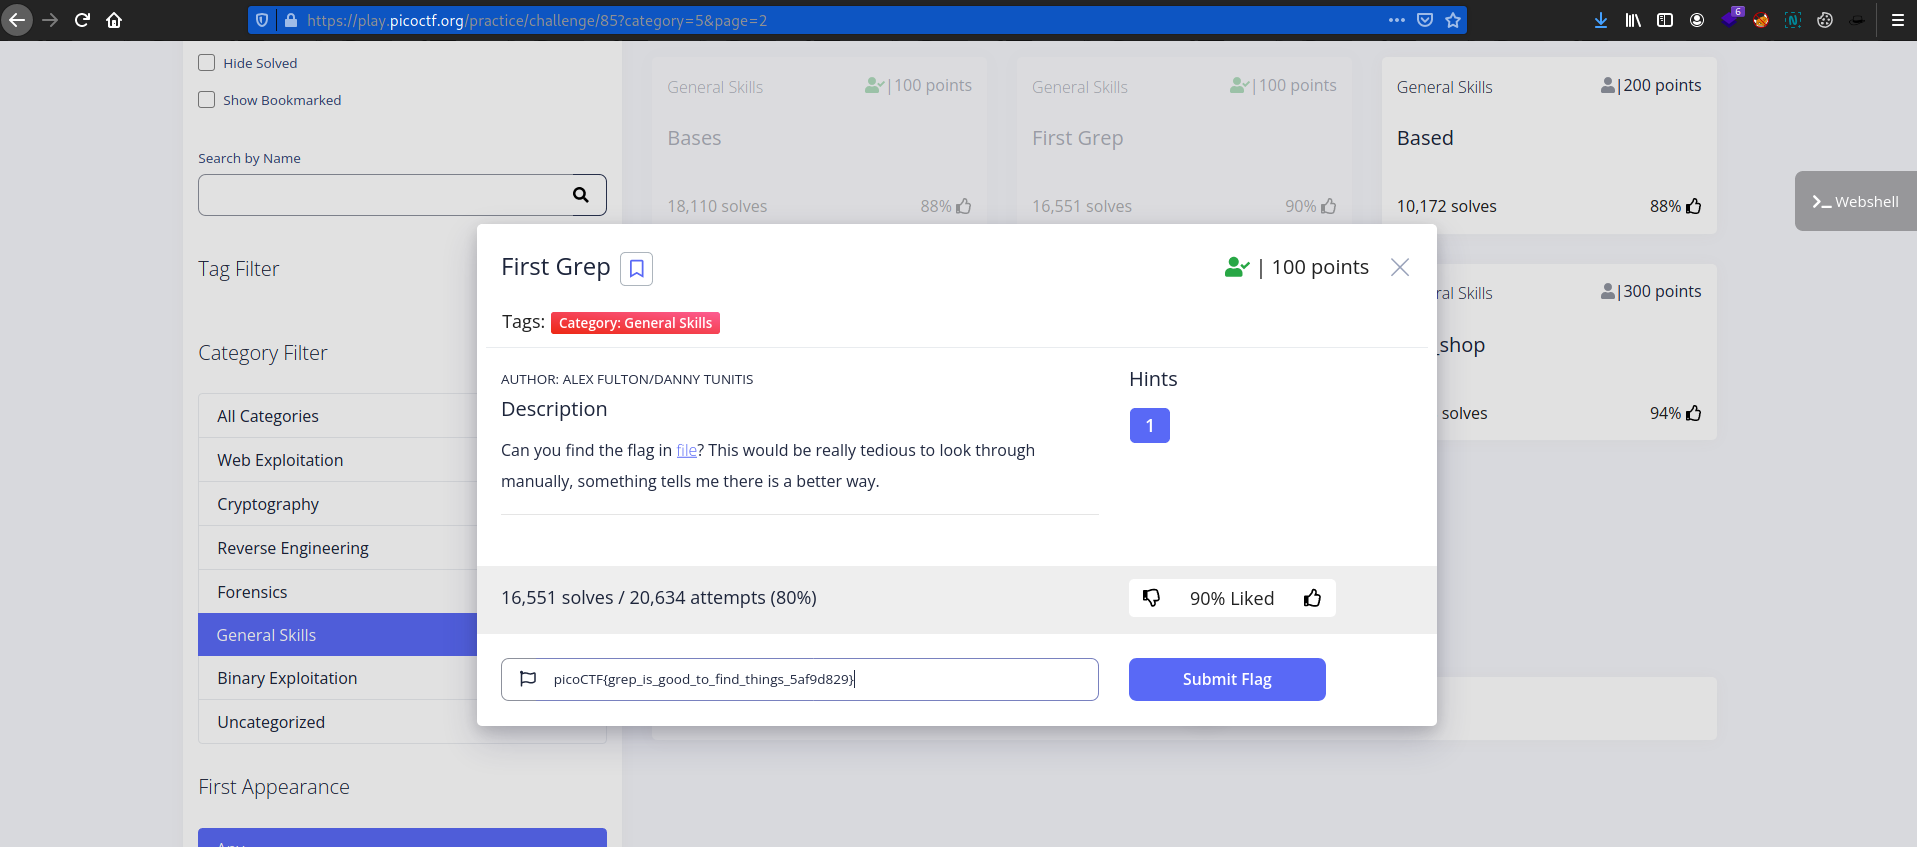 https://play.picoctf.org/practice/challenge/85?category=5&page=2
6
Hide Solved
Show Bookmarked
Search by Name
Tag Filter
Category Filter
All Categories
Web Exploitation
Cryptography
Reverse Engineering
Forensics
General Skills
Binary Exploitation
Uncategorized
First Appearance
General Skills |100 points
Bases
18,110 solves 88%
General Skills |100 points
First Grep
16,551 solves 90%
General Skills |200 points
Based
10,172 solves 88%
ral Skills |300 points
_shop
solves 94%
Webshell
First Grep | 100 points
Tags: Category: General Skills
AUTHOR: ALEX FULTON/DANNY TUNITIS
Description
Can you find the flag in file? This would be really tedious to look through
manually, something tells me there is a better way.
Hints
1
16,551 solves / 20,634 attempts (80%)
90% Liked
picoCTF{grep_is_good_to_find_things_5af9d829}
Submit Flag